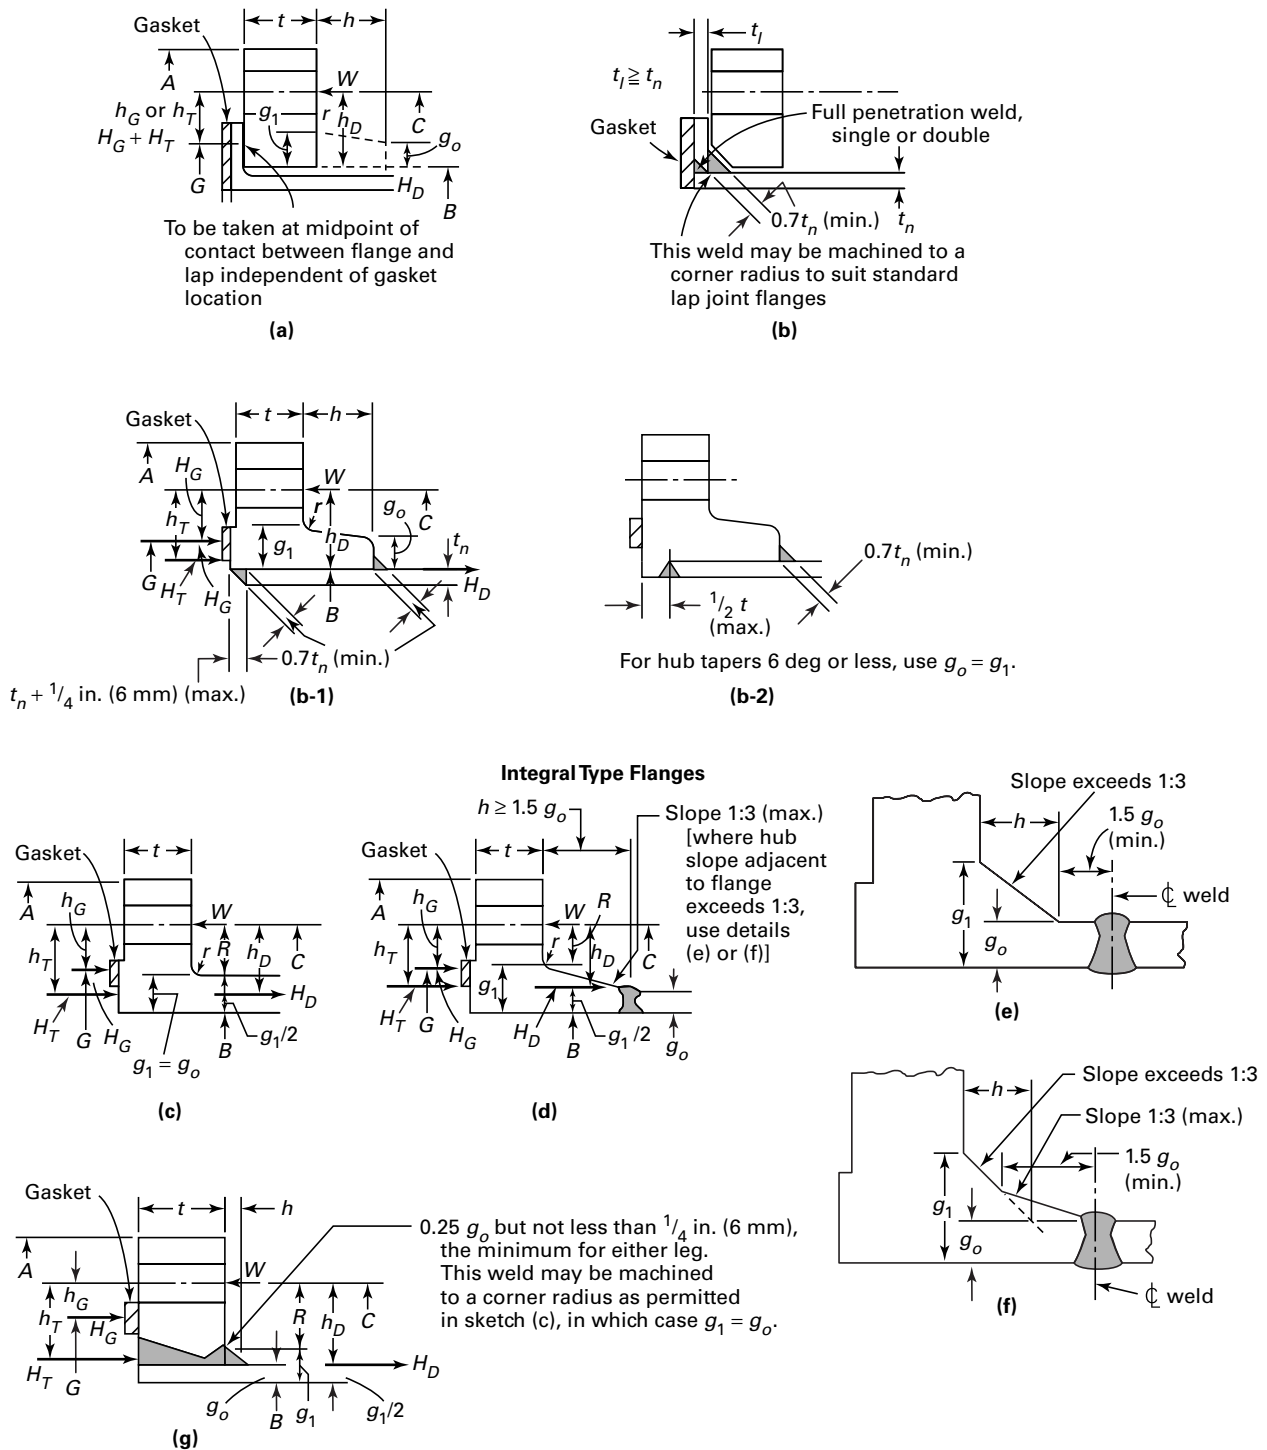 Gasket
t
h
A
W
h_G or h_T
H_G + H_T
g_1
r
h_D
C
g_o
G
H_D
B
To be taken at midpoint of
contact between flange and
lap independent of gasket
location
(a)
t_l
t_l ≧ t_n
Gasket
Full penetration weld,
single or double
0.7t_n (min.)
t_n
This weld may be machined to a
corner radius to suit standard
lap joint flanges
(b)
Gasket
t
h
A
H_G
W
h_T
r
g_o
C
g_1
h_D
t_n
G
H_T
H_G
B
H_D
0.7t_n (min.)
t_n + 1/4 in. (6 mm) (max.)
(b-1)
0.7t_n (min.)
1/2 t
(max.)
For hub tapers 6 deg or less, use g_o = g_1.
(b-2)
Integral Type Flanges
Gasket
t
A
h_G
W
h_T
r
R
h_D
C
H_D
H_T
G
H_G
B
g_1/2
g_1 = g_o
(c)
h ≥ 1.5 g_o
Slope 1:3 (max.)
[where hub
slope adjacent
to flange
exceeds 1:3,
use details
(e) or (f)]
Gasket
t
A
h_G
W
R
h_T
r
h_D
C
g_1
H_T
G
H_G
H_D
B
g_1/2
g_o
(d)
Slope exceeds 1:3
h
1.5 g_o
(min.)
℄ weld
g_1
g_o
(e)
Slope exceeds 1:3
h
Slope 1:3 (max.)
1.5 g_o
(min.)
g_1
g_o
℄ weld
(f)
Gasket
t
h
A
W
h_G
h_T
H_G
R
h_D
C
H_T
G
H_D
g_o
B
g_1
g_1/2
0.25 g_o but not less than 1/4 in. (6 mm),
the minimum for either leg.
This weld may be machined
to a corner radius as permitted
in sketch (c), in which case g_1 = g_o.
(g)